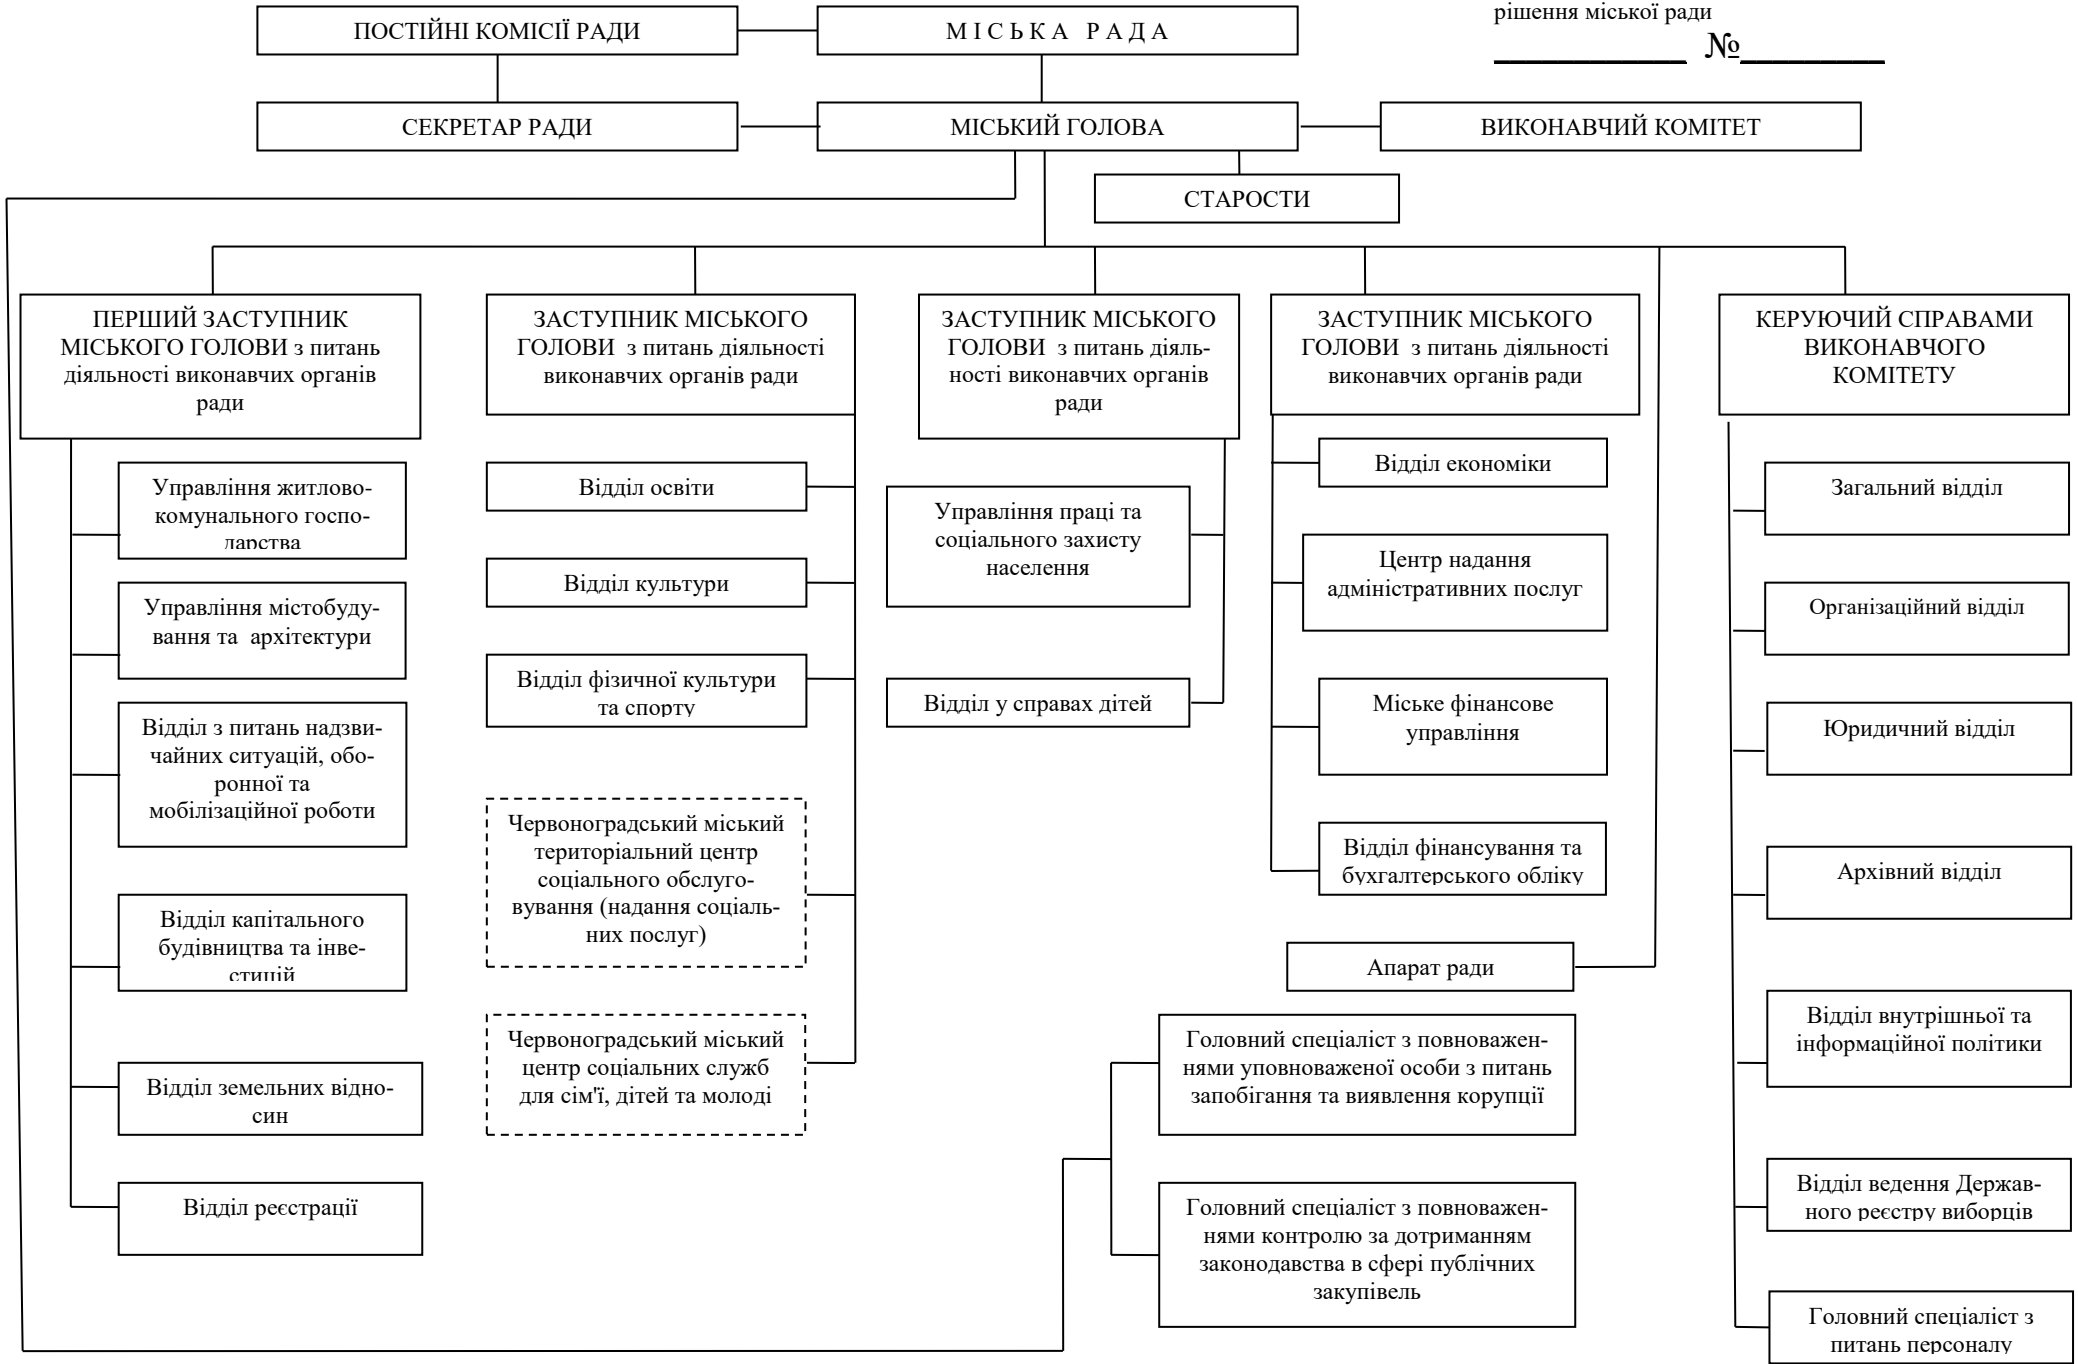 рішення міської ради
____________ №_________
ПОСТІЙНІ КОМІСІЇ РАДИ
М І С Ь К А Р А Д А
СЕКРЕТАР РАДИ
МІСЬКИЙ ГОЛОВА
ВИКОНАВЧИЙ КОМІТЕТ
СТАРОСТИ
ПЕРШИЙ ЗАСТУПНИК
МІСЬКОГО ГОЛОВИ з питань
діяльності виконавчих органів
ради
Управління житлово-
комунального госпо-
дарства
Управління містобуду-
вання та архітектури
Відділ з питань надзви-
чайних ситуацій, обо-
ронної та
мобілізаційної роботи
Відділ капітального
будівництва та інве-
стицій
Відділ земельних відно-
син
Відділ реєстрації
ЗАСТУПНИК МІСЬКОГО
ГОЛОВИ з питань діяльності
виконавчих органів ради
Відділ освіти
Відділ культури
Відділ фізичної культури
та спорту
Червоноградський міський
територіальний центр
соціального обслуго-
вування (надання соціаль-
них послуг)
Червоноградський міський
центр соціальних служб
для сім'ї, дітей та молоді
ЗАСТУПНИК МІСЬКОГО
ГОЛОВИ з питань діяль-
ності виконавчих органів
ради
Управління праці та
соціального захисту
населення
Відділ у справах дітей
ЗАСТУПНИК МІСЬКОГО
ГОЛОВИ з питань діяльності
виконавчих органів ради
Відділ економіки
Центр надання
адміністративних послуг
Міське фінансове
управління
Відділ фінансування та
бухгалтерського обліку
Апарат ради
Головний спеціаліст з повноважен-
нями уповноваженої особи з питань
запобігання та виявлення корупції
Головний спеціаліст з повноважен-
нями контролю за дотриманням
законодавства в сфері публічних
закупівель
КЕРУЮЧИЙ СПРАВАМИ
ВИКОНАВЧОГО
КОМІТЕТУ
Загальний відділ
Організаційний відділ
Юридичний відділ
Архівний відділ
Відділ внутрішньої та
інформаційної політики
Відділ ведення Держав-
ного реєстру виборців
Головний спеціаліст з
питань персоналу